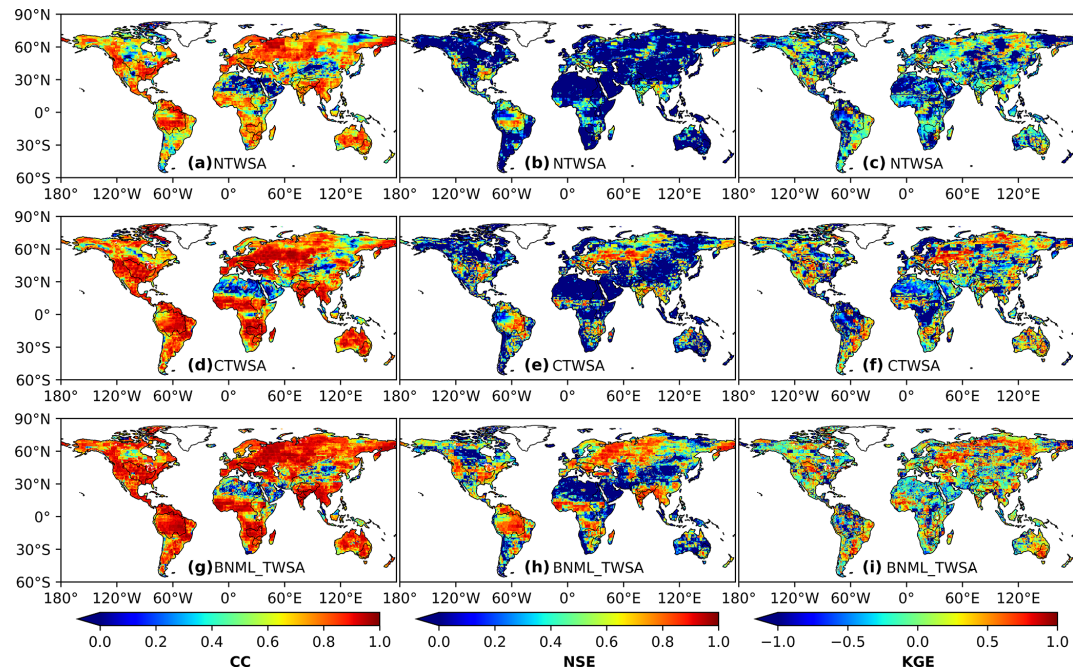 90°N
60°N
30°N
0°
30°S
60°S
(a)NTWSA
(b) NTWSA
(c) NTWSA
180° 120°W 60°W 0° 60°E 120°E 180° 120°W 60°W 0° 60°E 120°E 180° 120°W 60°W 0° 60°E 120°E
90°N
60°N
30°N
0°
30°S
60°S
(d)CTWSA
(e)CTWSA
(f) CTWSA
180° 120°W 60°W 0° 60°E 120°E 180° 120°W 60°W 0° 60°E 120°E 180° 120°W 60°W 0° 60°E 120°E
90°N
60°N
30°N
0°
30°S
60°S
(g)BNML_TWSA
(h) BNML_TWSA
(i) BNML_TWSA
180° 120°W 60°W 0° 60°E 120°E 180° 120°W 60°W 0° 60°E 120°E 180° 120°W 60°W 0° 60°E 120°E
0.0 0.2 0.4 0.6 0.8 1.0
CC
0.0 0.2 0.4 0.6 0.8 1.0
NSE
−1.0 −0.5 0.0 0.5 1.0
KGE